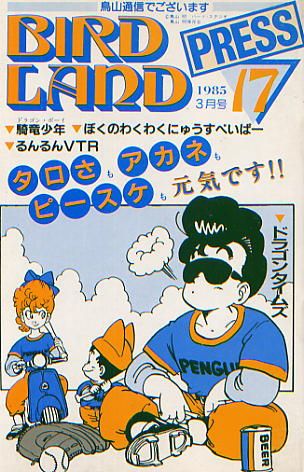 鳥山通信でございます
BIRD
LAND
PRESS
1985
3月号
17
▼騎竜少年 ▼ぼくのわくわくにゅうすぺいぱー
ドラゴン・ボーイ
▼るんるんVTR
タロさも アカネも
ピースケも 元気です!!
▼ドラゴンタイムズ
PENGU
BEER